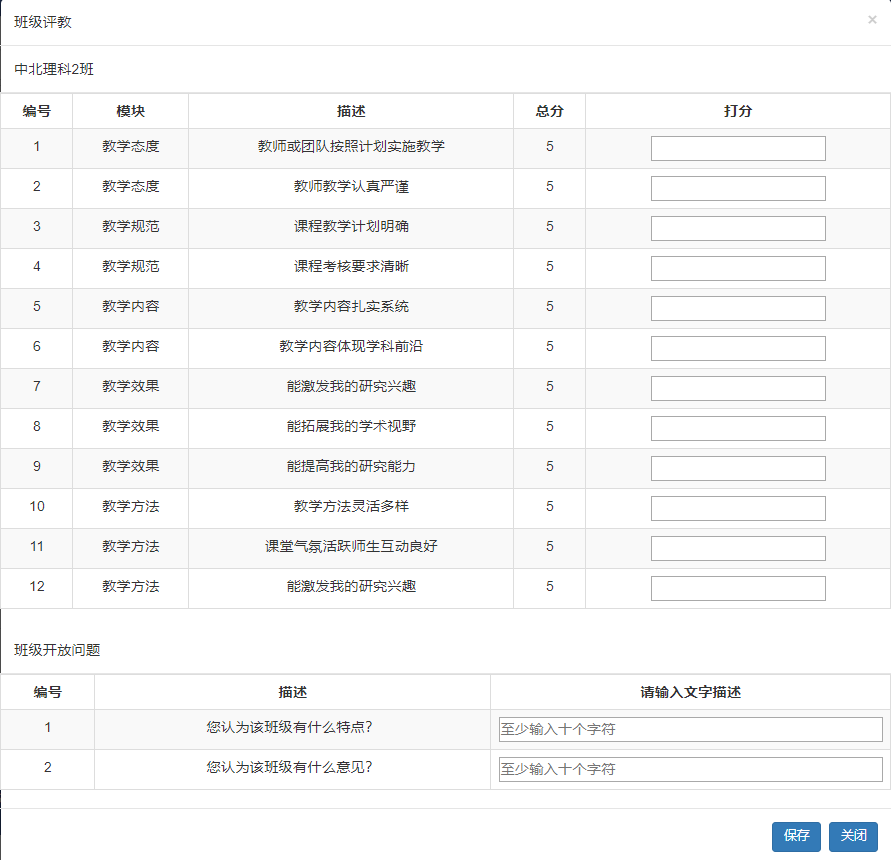 班级评教 ×
中北理科2班
编号 模块 描述 总分 打分
1 教学态度 教师或团队按照计划实施教学 5
2 教学态度 教师教学认真严谨 5
3 教学规范 课程教学计划明确 5
4 教学规范 课程考核要求清晰 5
5 教学内容 教学内容扎实系统 5
6 教学内容 教学内容体现学科前沿 5
7 教学效果 能激发我的研究兴趣 5
8 教学效果 能拓展我的学术视野 5
9 教学效果 能提高我的研究能力 5
10 教学方法 教学方法灵活多样 5
11 教学方法 课堂气氛活跃师生互动良好 5
12 教学方法 能激发我的研究兴趣 5
班级开放问题
编号 描述 请输入文字描述
1 您认为该班级有什么特点? 至少输入十个字符
2 您认为该班级有什么意见? 至少输入十个字符
保存 关闭